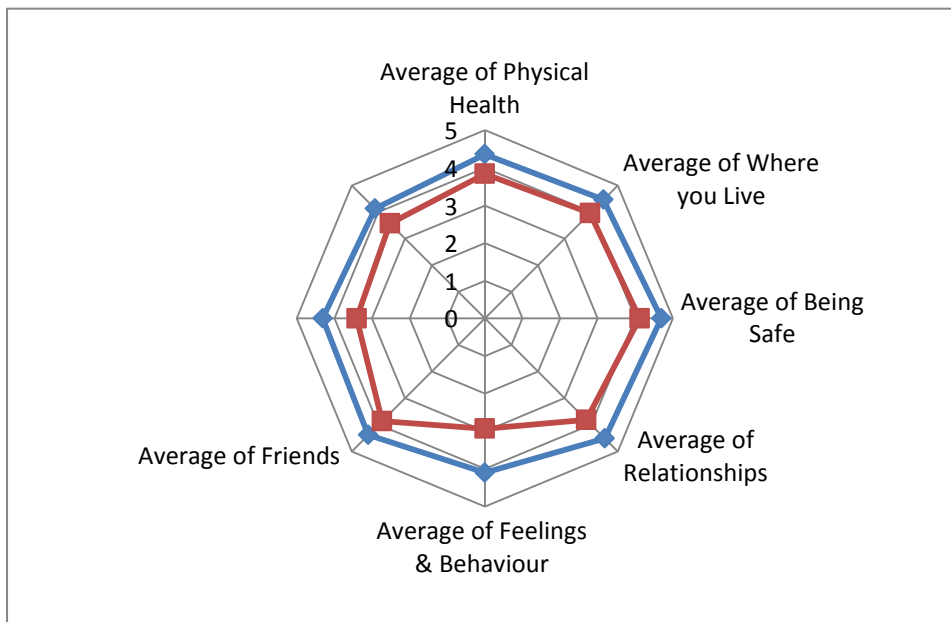 Average of Physical
Health
5
4
3
2
1
0
Average of Where
you Live
Average of Being
Safe
Average of
Relationships
Average of Feelings
& Behaviour
Average of Friends